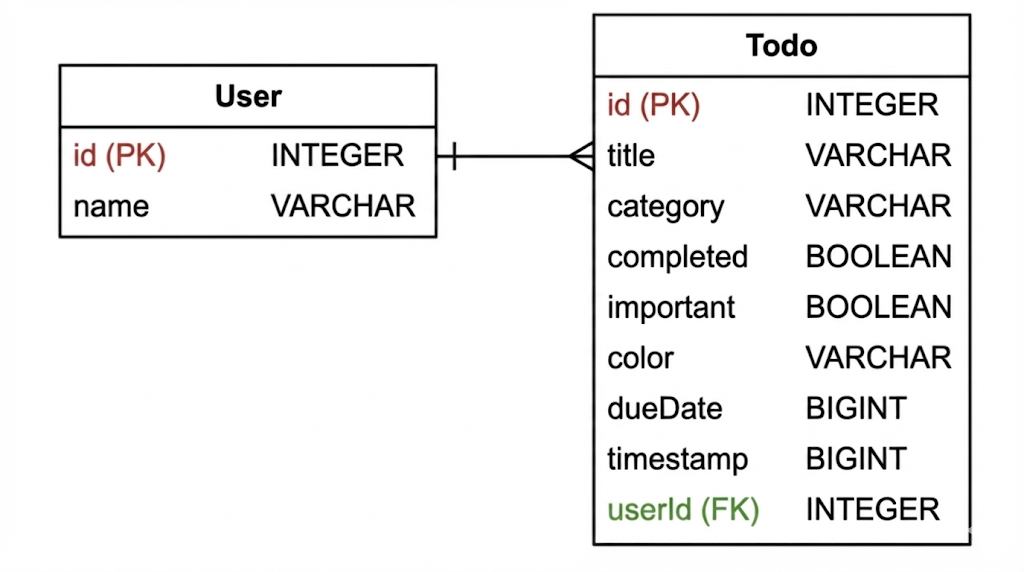 User
id (PK) INTEGER
name VARCHAR
Todo
id (PK) INTEGER
title VARCHAR
category VARCHAR
completed BOOLEAN
important BOOLEAN
color VARCHAR
dueDate BIGINT
timestamp BIGINT
userId (FK) INTEGER